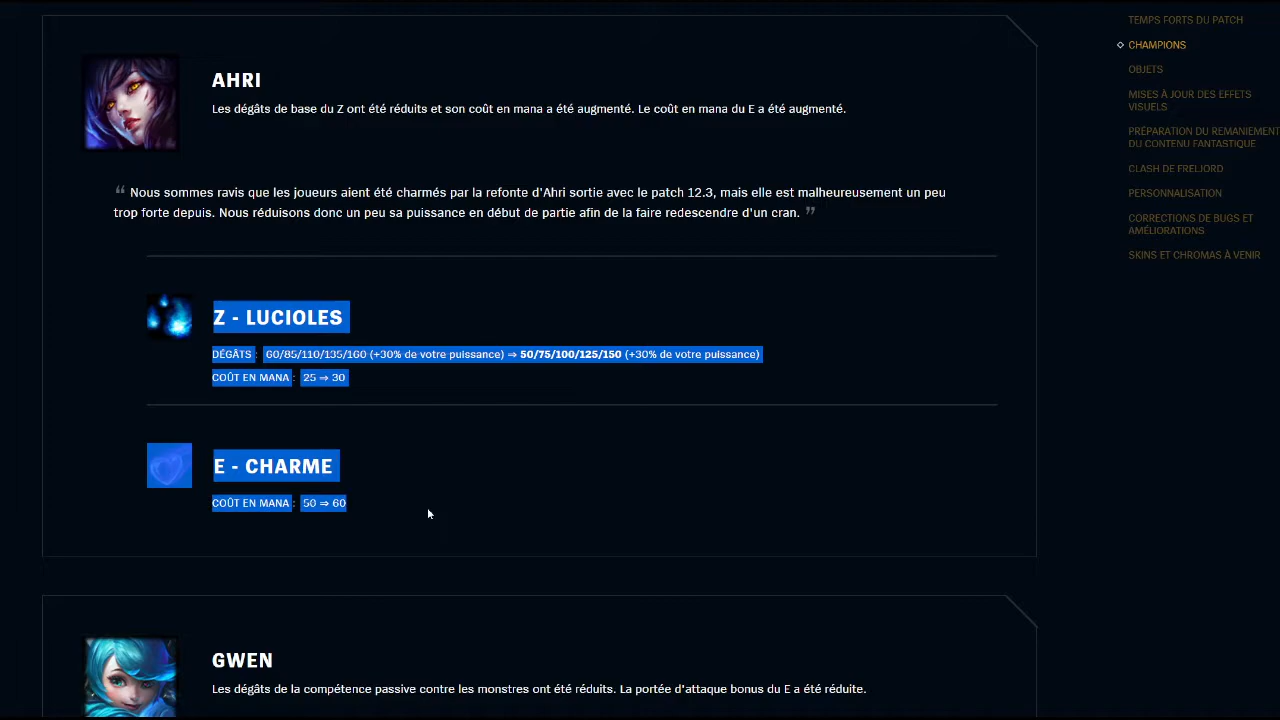 AHRI
Les dégâts de base du Z ont été réduits et son coût en mana a été augmenté. Le coût en mana du E a été augmenté.
“ Nous sommes ravis que les joueurs aient été charmés par la refonte d'Ahri sortie avec le patch 12.3, mais elle est malheureusement un peu
trop forte depuis. Nous réduisons donc un peu sa puissance en début de partie afin de la faire redescendre d'un cran. ”
Z - LUCIOLES
DÉGÂTS : 60/85/110/135/160 (+30% de votre puissance) ⇒ 50/75/100/125/150 (+30% de votre puissance)
COÛT EN MANA : 25 ⇒ 30
E - CHARME
COÛT EN MANA : 50 ⇒ 60
GWEN
Les dégâts de la compétence passive contre les monstres ont été réduits. La portée d'attaque bonus du E a été réduite.
TEMPS FORTS DU PATCH
CHAMPIONS
OBJETS
MISES À JOUR DES EFFETS
VISUELS
PRÉPARATION DU REMANIEMENT
DU CONTENU FANTASTIQUE
CLASH DE FRELJORD
PERSONNALISATION
CORRECTIONS DE BUGS ET
AMÉLIORATIONS
SKINS ET CHROMAS À VENIR